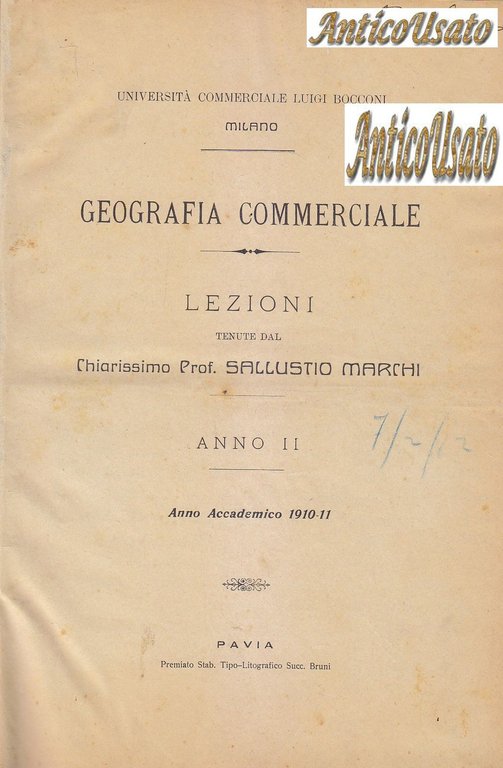 AnticoUsato
UNIVERSITÀ COMMERCIALE LUIGI BOCCONI
MILANO
AnticoUsato
GEOGRAFIA COMMERCIALE
LEZIONI
TENUTE DAL
Chiarissimo Prof. SALLUSTIO MARCHI
7/2/12
ANNO II
Anno Accademico 1910-11
PAVIA
Premiato Stab. Tipo-Litografico Succ. Bruni